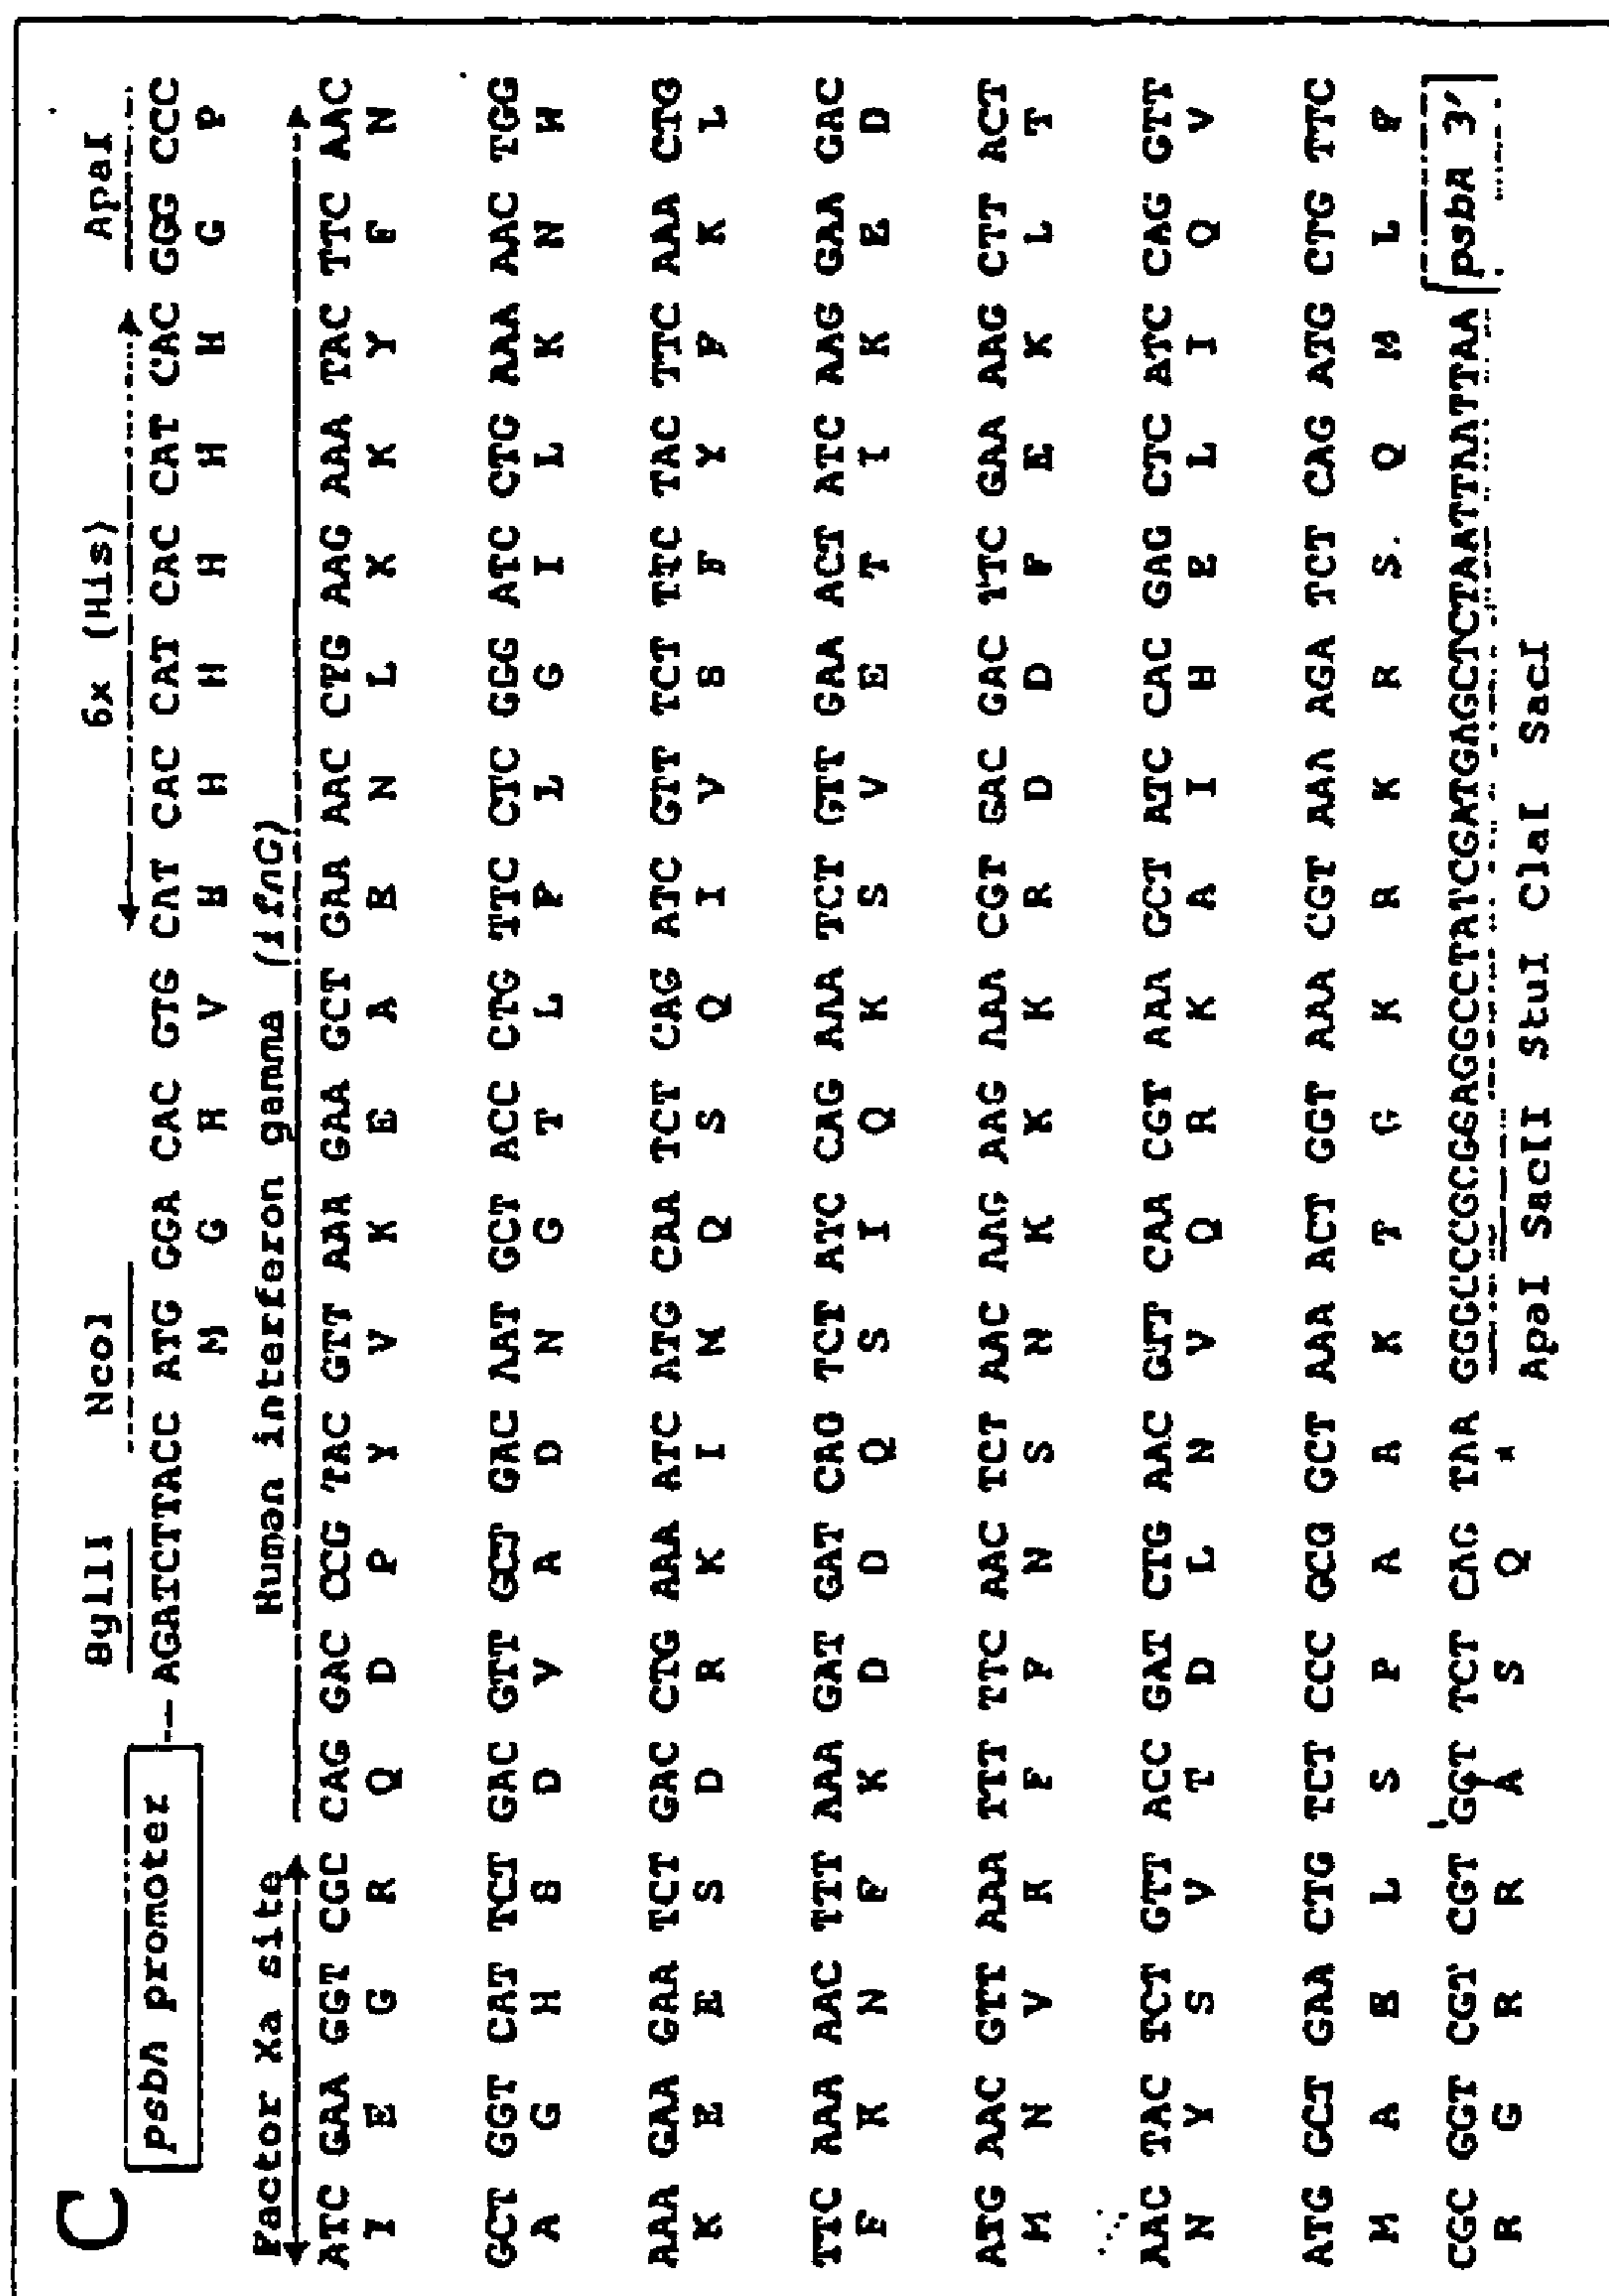 C
BglII NcoI 6x (His) ApaI
psbA promoter AGATCTTACC ATG GGA CAC GTG CAT CAC CAT CAC CAT CAC GGG CCC
M G H V H H H H H H G P
Factor Xa site Human interferon gamma (ifnG)
ATC GAA GGT CGC CAG GAC CCG TAC GTT AAA GAA GCT GAA AAC CTG AAG AAA TAC TTC AAC
I E G R Q D P Y V K E A E N L K K Y F N
GCT GGT CAT TCT GAC GTT GCT GAC AAT GCT ACC CTG TTC CTC GGG ATC CTG AAA AAC TGG
A G H S D V A D N G T L F L G I L K N W
AAA GAA GAA TCT GAC CTG AAA ATC ATG CAA TCT CAG ATC GTT TCT TTC TAC TTC AAA CTG
K E E S D R K I M Q S Q I V S F Y F K L
TTC AAA AAC TTT AAA GAT GAT CAG TCT ATC CAG AAA TCT GTT GAA ACT ATC AAG GAA GAC
F K N F K D D Q S I Q K S V E T I K E D
ATG AAC GTT AAA TTT TTC AAC TCT AAC AAG AAG AAA CGT GAC GAC TTC GAA AAG CTT ACT
M N V K F F N S N K K K R D D F E K L T
AAC TAC TCT GTT ACC GAT CTG AAC GTT CAA CGT AAA GCT ATC CAC GAG CTC ATC CAG GTT
N Y S V T D L N V Q R K A I H E L I Q V
ATG GCT GAA CTG TCT CCC GCG GCT AAA ACT GGT AAA CGT AAA AGA TCT CAG ATG CTG TTC
M A E L S P A A K T G K R K R S Q M L F
CGC GGT CGT CGT GCT TCT CAG TAA GGGCCCGCGGAGGCCTATCGATGAGCTCTAATTAATTAA psbA 3'
R G R R A S Q *
ApaI SacII StuI ClaI SacI